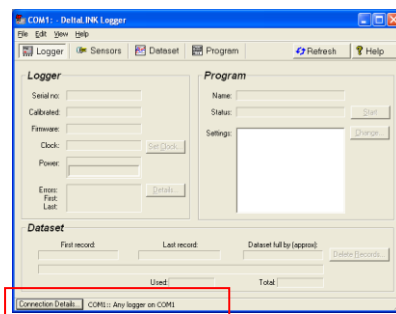 COM1: - DeltaLINK Logger
File Edit View Help
Logger Sensors Dataset Program Refresh Help
Logger Program
Serial no: Name:
Calibrated: Status: Start
Firmware: Settings: Change...
Clock: Set Clock...
Power:
Errors: Details...
First:
Last:
Dataset
First record: Last record: Dataset full by (approx):
Delete Records...
Used: Total:
Connection Details... COM1:: Any logger on COM1